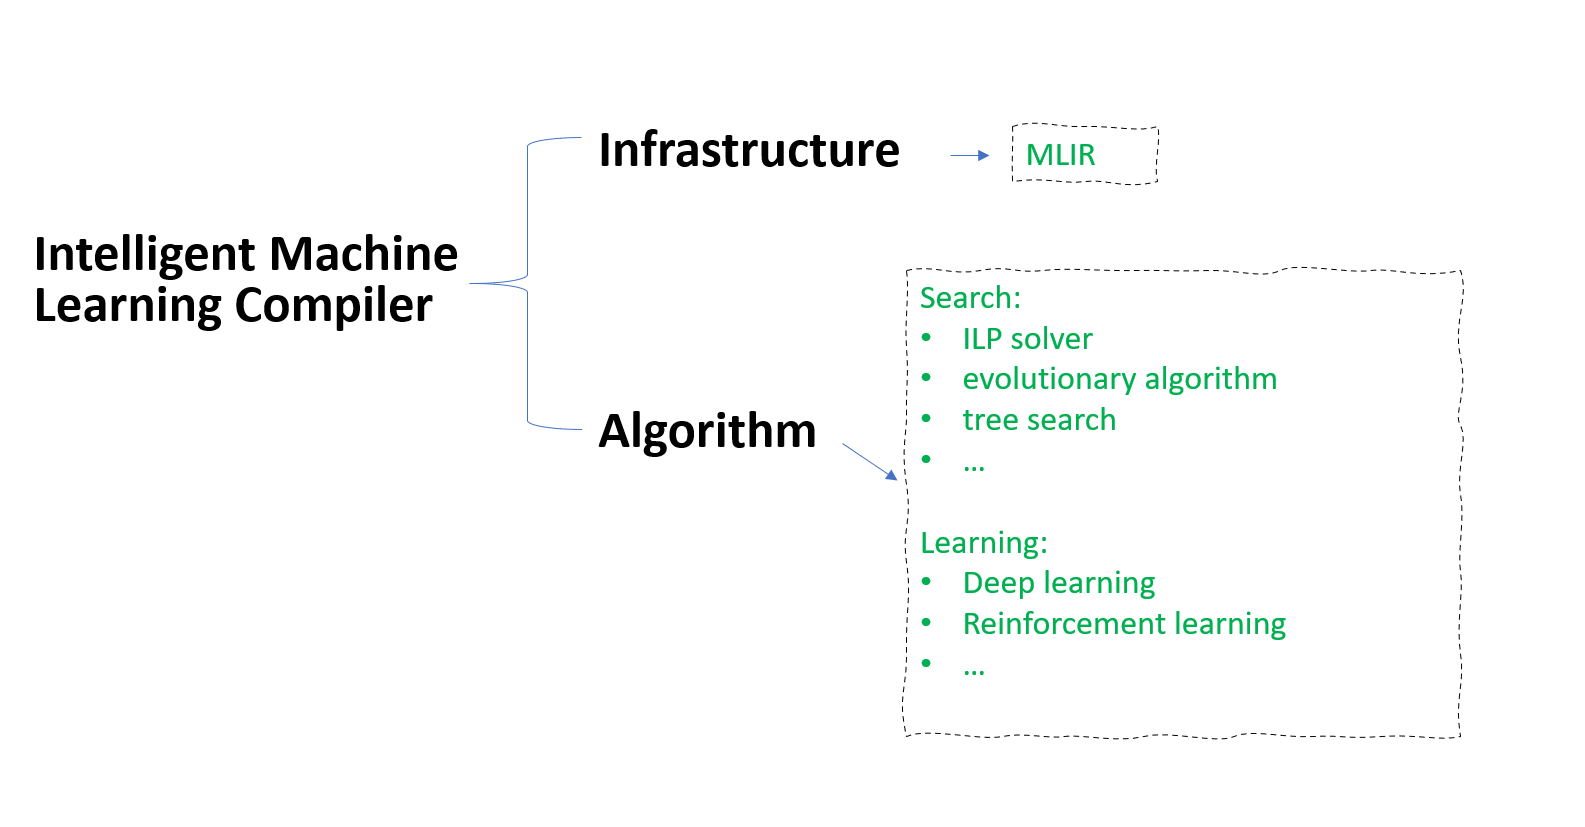 Infrastructure
MLIR
Intelligent Machine
Learning Compiler
Algorithm
Search:
• ILP solver
• evolutionary algorithm
• tree search
• ...
Learning:
• Deep learning
• Reinforcement learning
• ...